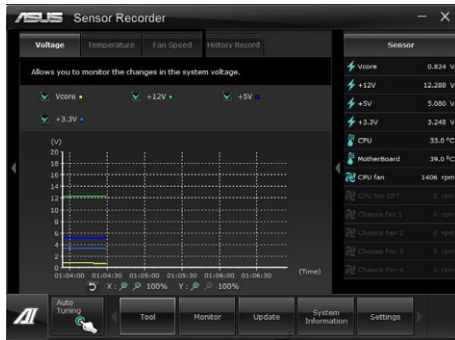 ASUS Sensor Recorder
Voltage Temperature Fan Speed History Record
Allows you to monitor the changes in the system voltage.
Vcore +12V +5V
+3.3V
(V)
20
18
16
14
12
10
8
6
4
2
0
01:04:00 01:04:30 01:05:00 01:05:30 01:06:00 01:06:30 (Time)
X: 100% Y: 100%
Sensor
Vcore 0.824 V
+12V 12.288 V
+5V 5.080 V
+3.3V 3.248 V
CPU 33.0 °C
MotherBoard 39.0 °C
CPU fan 1406 rpm
CPU fan OPT 0 rpm
Chassis Fan 1 0 rpm
Chassis Fan 2 0 rpm
Chassis Fan 3 0 rpm
Chassis Fan 4 0 rpm
AI
Auto
Tuning
Tool Monitor Update System
Information Settings